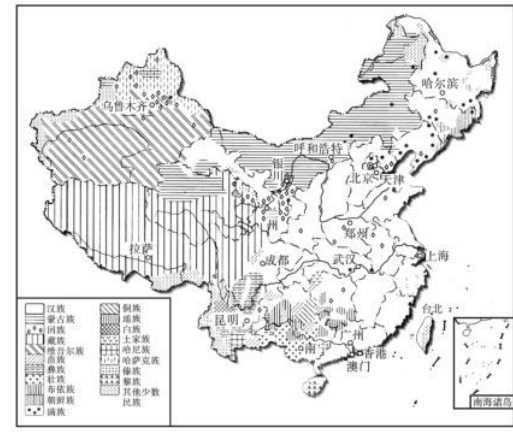 哈尔滨
乌鲁木齐
呼和浩特
银川
北京
天津
州
郑州
拉萨
成都
武汉
上海
昆明
台北
南
广州
香港
澳门
南海诸岛
汉族
蒙古族
回族
藏族
维吾尔族
苗族
彝族
壮族
布依族
朝鲜族
满族
侗族
瑶族
白族
土家族
哈尼族
哈萨克族
傣族
黎族
其他少数
民族